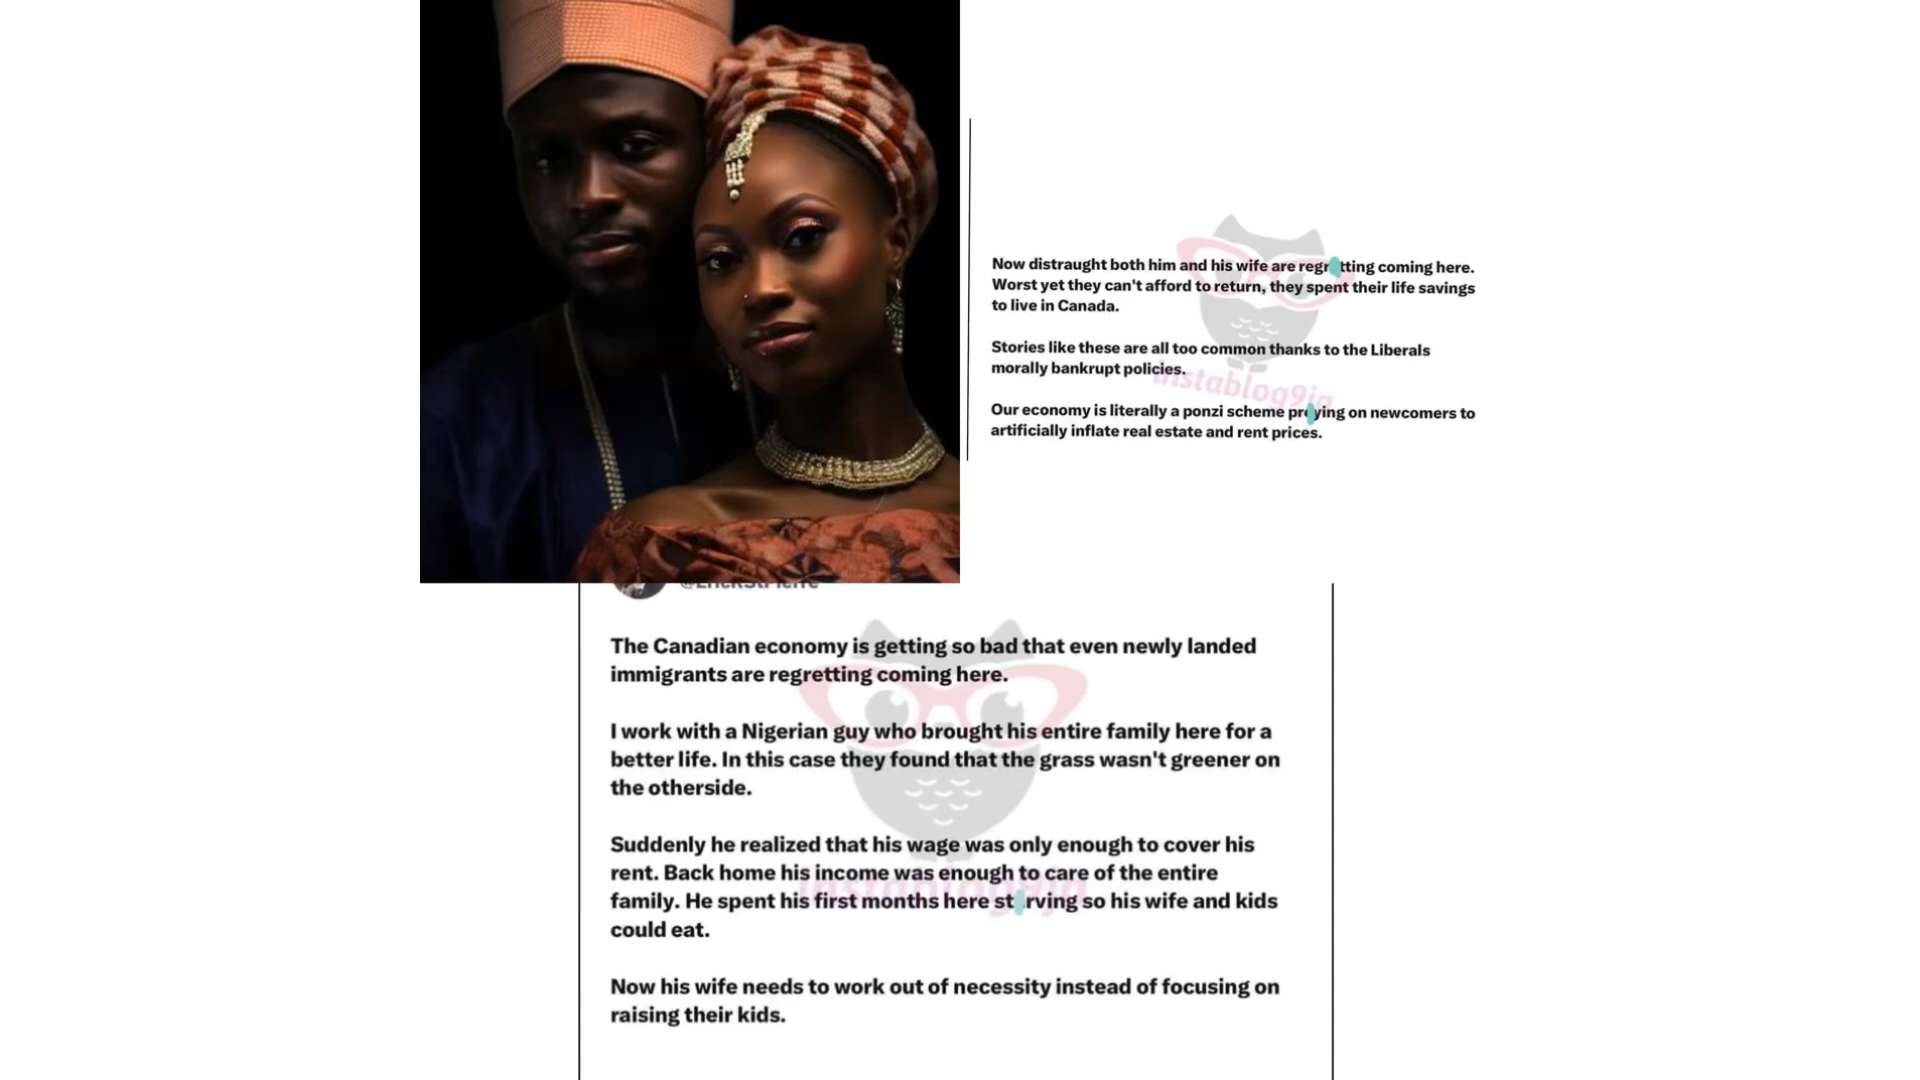 Now distraught both him and his wife are regretting coming here.
Worst yet they can't afford to return, they spent their life savings
to live in Canada.
Stories like these are all too common thanks to the Liberals
morally bankrupt policies.
instablog9ja
Our economy is literally a ponzi scheme preying on newcomers to
artificially inflate real estate and rent prices.
The Canadian economy is getting so bad that even newly landed
immigrants are regretting coming here.
I work with a Nigerian guy who brought his entire family here for a
better life. In this case they found that the grass wasn't greener on
the otherside.
Suddenly he realized that his wage was only enough to cover his
rent. Back home his income was enough to care of the entire
instablog9ja
family. He spent his first months here starving so his wife and kids
could eat.
Now his wife needs to work out of necessity instead of focusing on
raising their kids.